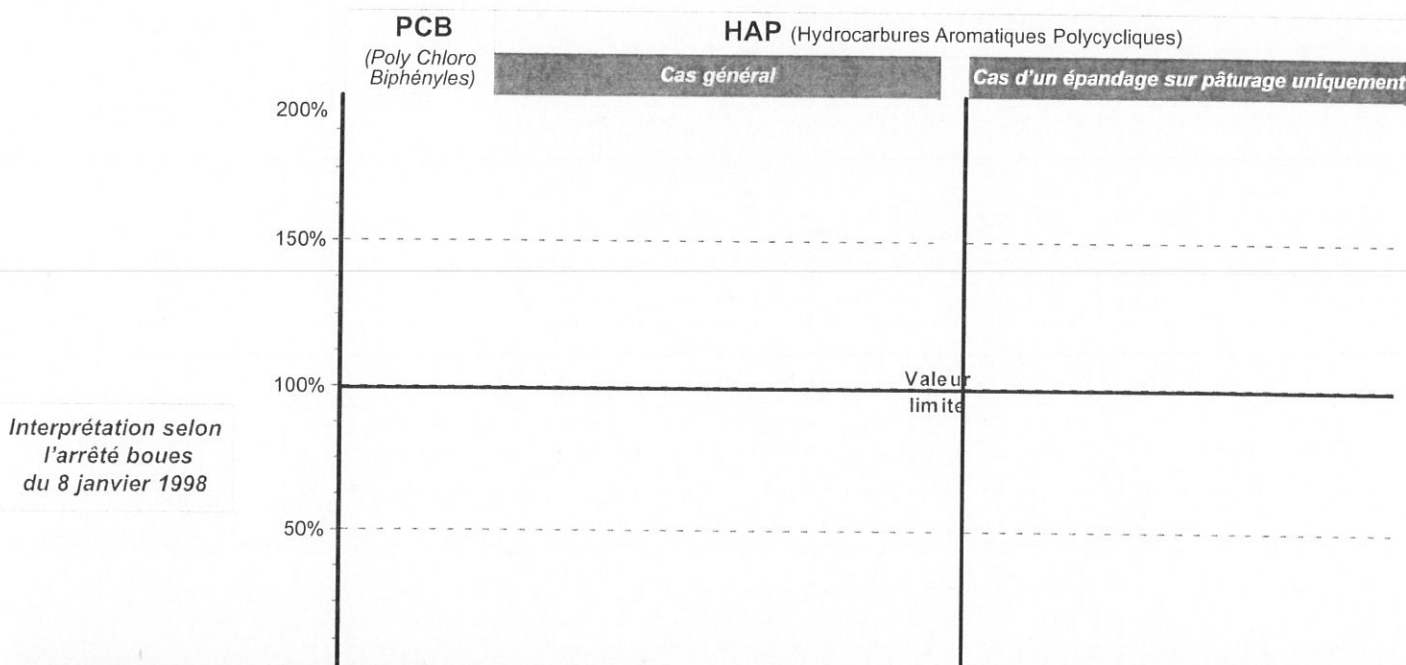 PCB
(Poly Chloro
Biphényles)
HAP (Hydrocarbures Aromatiques Polycycliques)
Cas général
Cas d'un épandage sur pâturage uniquement
200%
150%
100%
50%
Valeur
limite
Interprétation selon
l'arrêté boues
du 8 janvier 1998